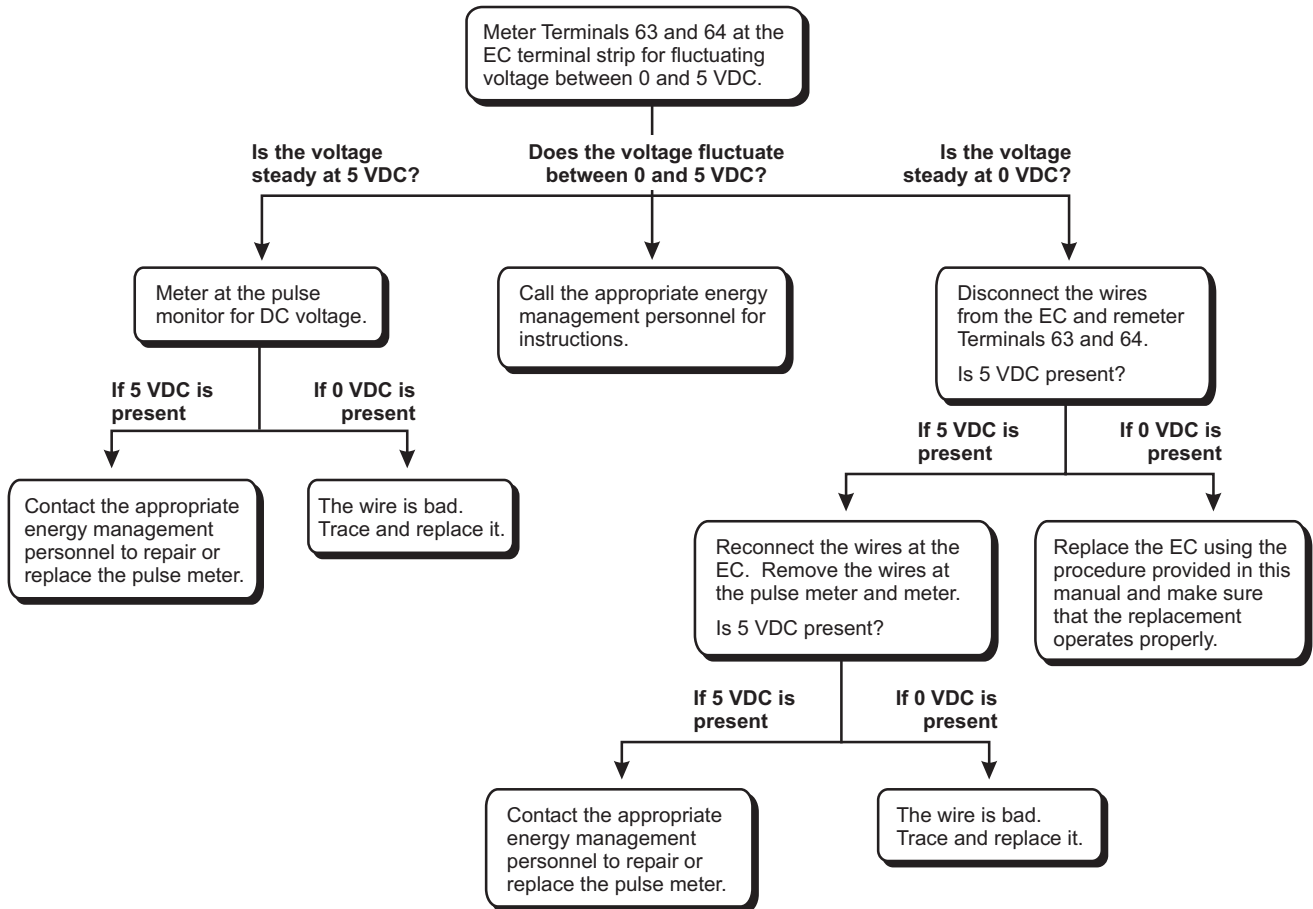 Meter Terminals 63 and 64 at the
EC terminal strip for fluctuating
voltage between 0 and 5 VDC.
Is the voltage
steady at 5 VDC?
Does the voltage fluctuate
between 0 and 5 VDC?
Is the voltage
steady at 0 VDC?
Meter at the pulse
monitor for DC voltage.
Call the appropriate energy
management personnel for
instructions.
Disconnect the wires
from the EC and remeter
Terminals 63 and 64.
Is 5 VDC present?
If 5 VDC is
present
If 0 VDC is
present
If 5 VDC is
present
If 0 VDC is
present
Contact the appropriate
energy management
personnel to repair or
replace the pulse meter.
The wire is bad.
Trace and replace it.
Reconnect the wires at the
EC.  Remove the wires at
the pulse meter and meter.
Is 5 VDC present?
Replace the EC using the
procedure provided in this
manual and make sure
that the replacement
operates properly.
If 5 VDC is
present
If 0 VDC is
present
Contact the appropriate
energy management
personnel to repair or
replace the pulse meter.
The wire is bad.
Trace and replace it.